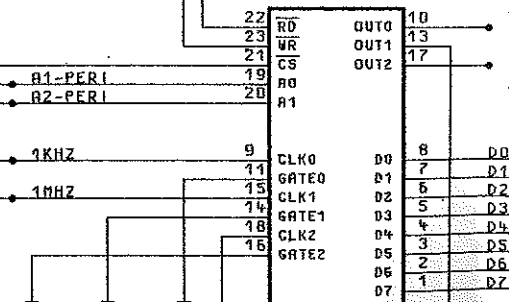 22 RD OUT0 10
23 WR OUT1 13
21 CS OUT2 17
A1-PERI 19 A0
A2-PERI 20 A1
1KHZ 9 CLK0 D0 8 D0
11 GATE0 D1 7 D1
1MHZ 15 CLK1 D2 6 D2
14 GATE1 D3 5 D3
18 CLK2 D4 4 D4
16 GATE2 D5 3 D5
D6 2 D6
D7 1 D7